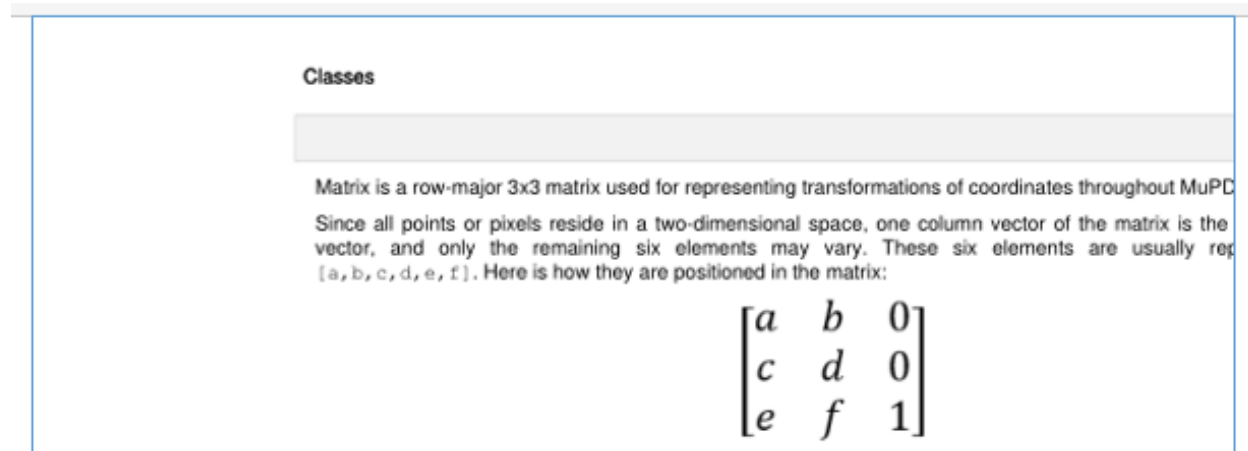 Classes
Matrix is a row-major 3x3 matrix used for representing transformations of coordinates throughout MuPD
Since all points or pixels reside in a two-dimensional space, one column vector of the matrix is the
vector, and only the remaining six elements may vary. These six elements are usually rep
[a,b,c,d,e,f]. Here is how they are positioned in the matrix:
a b 0
c d 0
e f 1